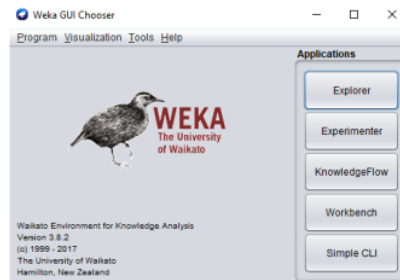 Weka GUI Chooser
Program Visualization Tools Help
Applications
WEKA
The University
of Waikato
Explorer
Experimenter
KnowledgeFlow
Workbench
Simple CLI
Waikato Environment for Knowledge Analysis
Version 3.8.2
(c) 1999 - 2017
The University of Waikato
Hamilton, New Zealand